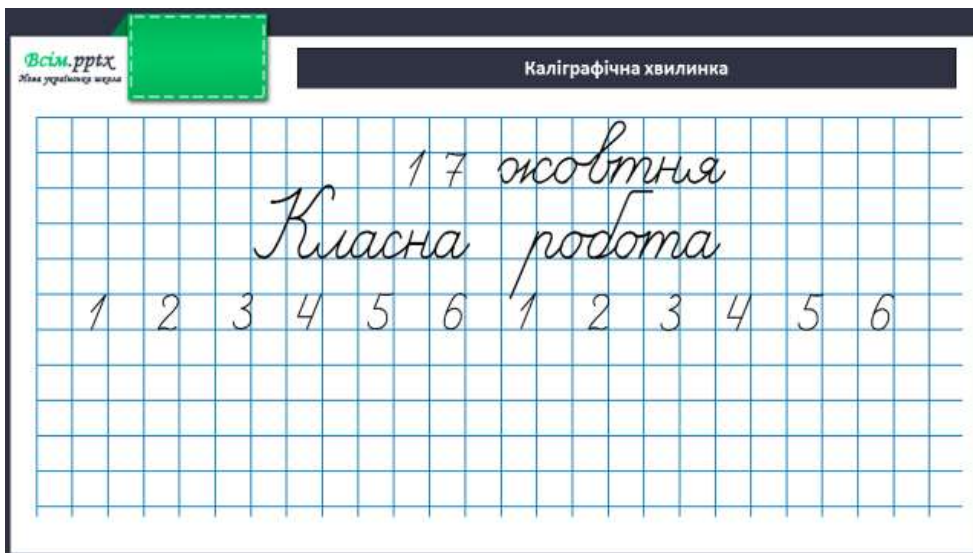 Всім.pptx
Нова українська школа
Каліграфічна хвилинка
17 жовтня
Класна робота
1 2 3 4 5 6 1 2 3 4 5 6